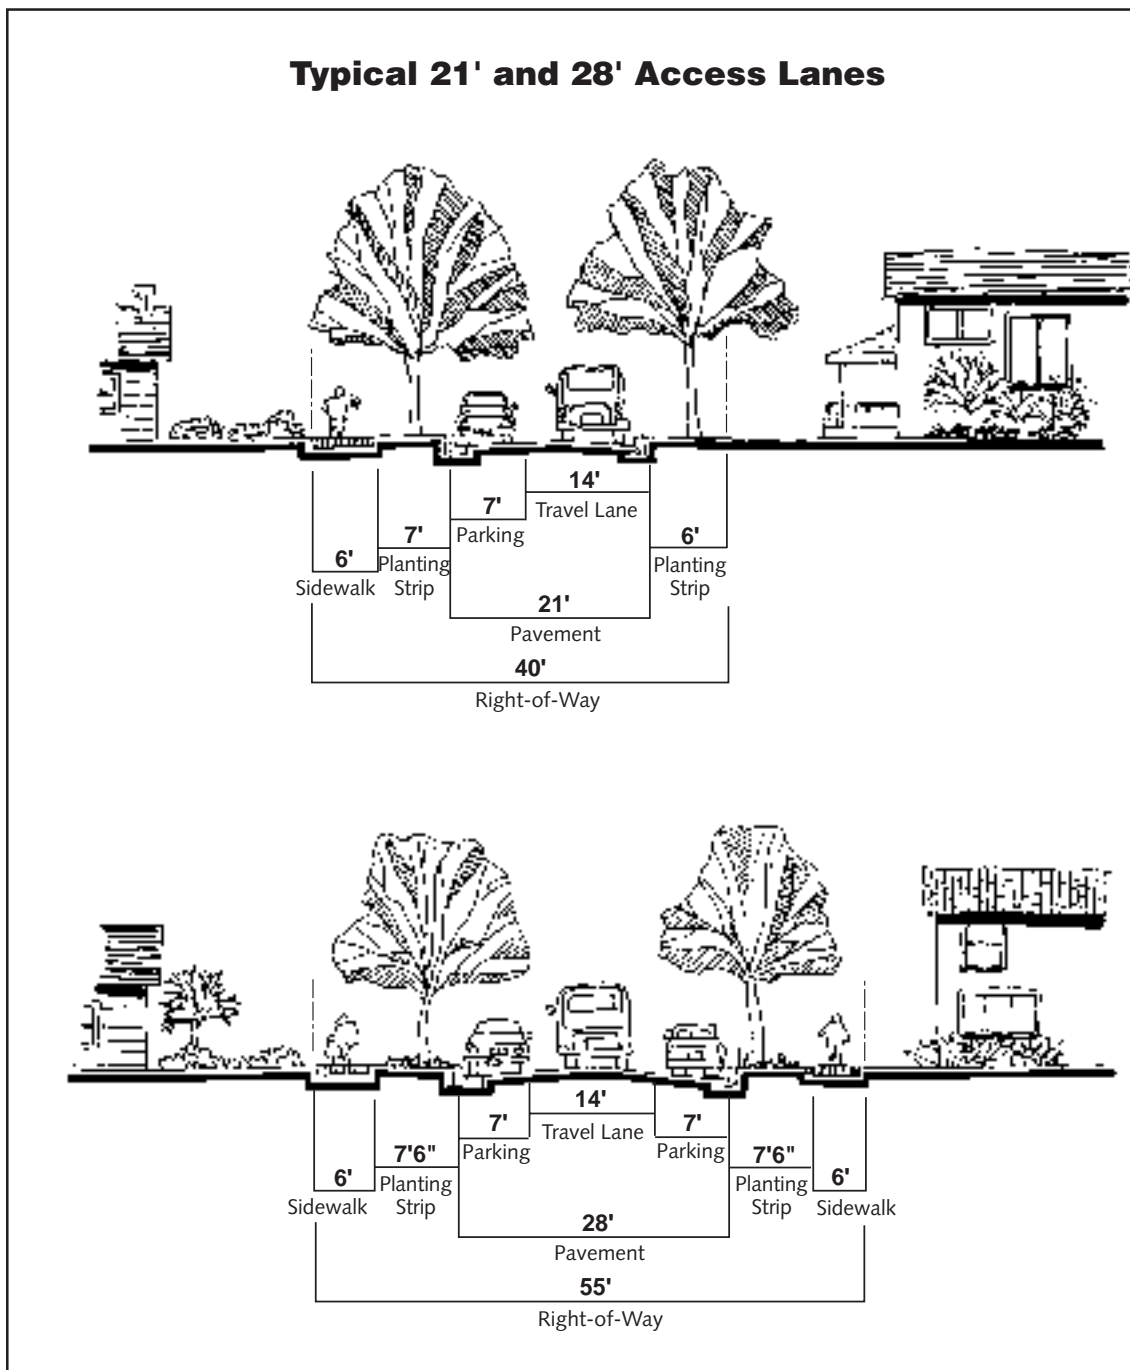 Typical 21' and 28' Access Lanes
14'
Travel Lane
7'
Parking
7'
Planting
Strip
6'
Planting
Strip
6'
Sidewalk
21'
Pavement
40'
Right-of-Way
14'
Travel Lane
7'
Parking
7'
Parking
7'6"
Planting
Strip
7'6"
Planting
Strip
6'
Sidewalk
6'
Sidewalk
28'
Pavement
55'
Right-of-Way